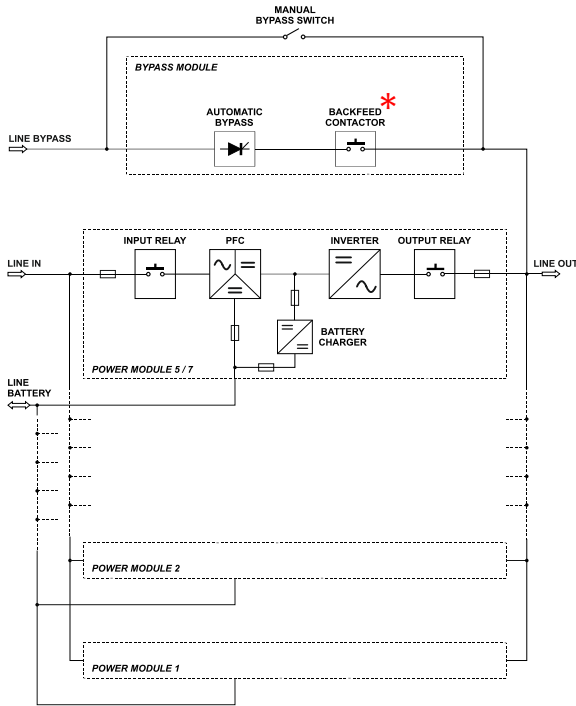 MANUAL
BYPASS SWITCH
BYPASS MODULE
AUTOMATIC
BYPASS
BACKFEED
CONTACTOR
*
LINE BYPASS
INPUT RELAY
PFC
INVERTER
OUTPUT RELAY
LINE IN
LINE OUT
BATTERY
CHARGER
POWER MODULE 5 / 7
LINE
BATTERY
POWER MODULE 2
POWER MODULE 1